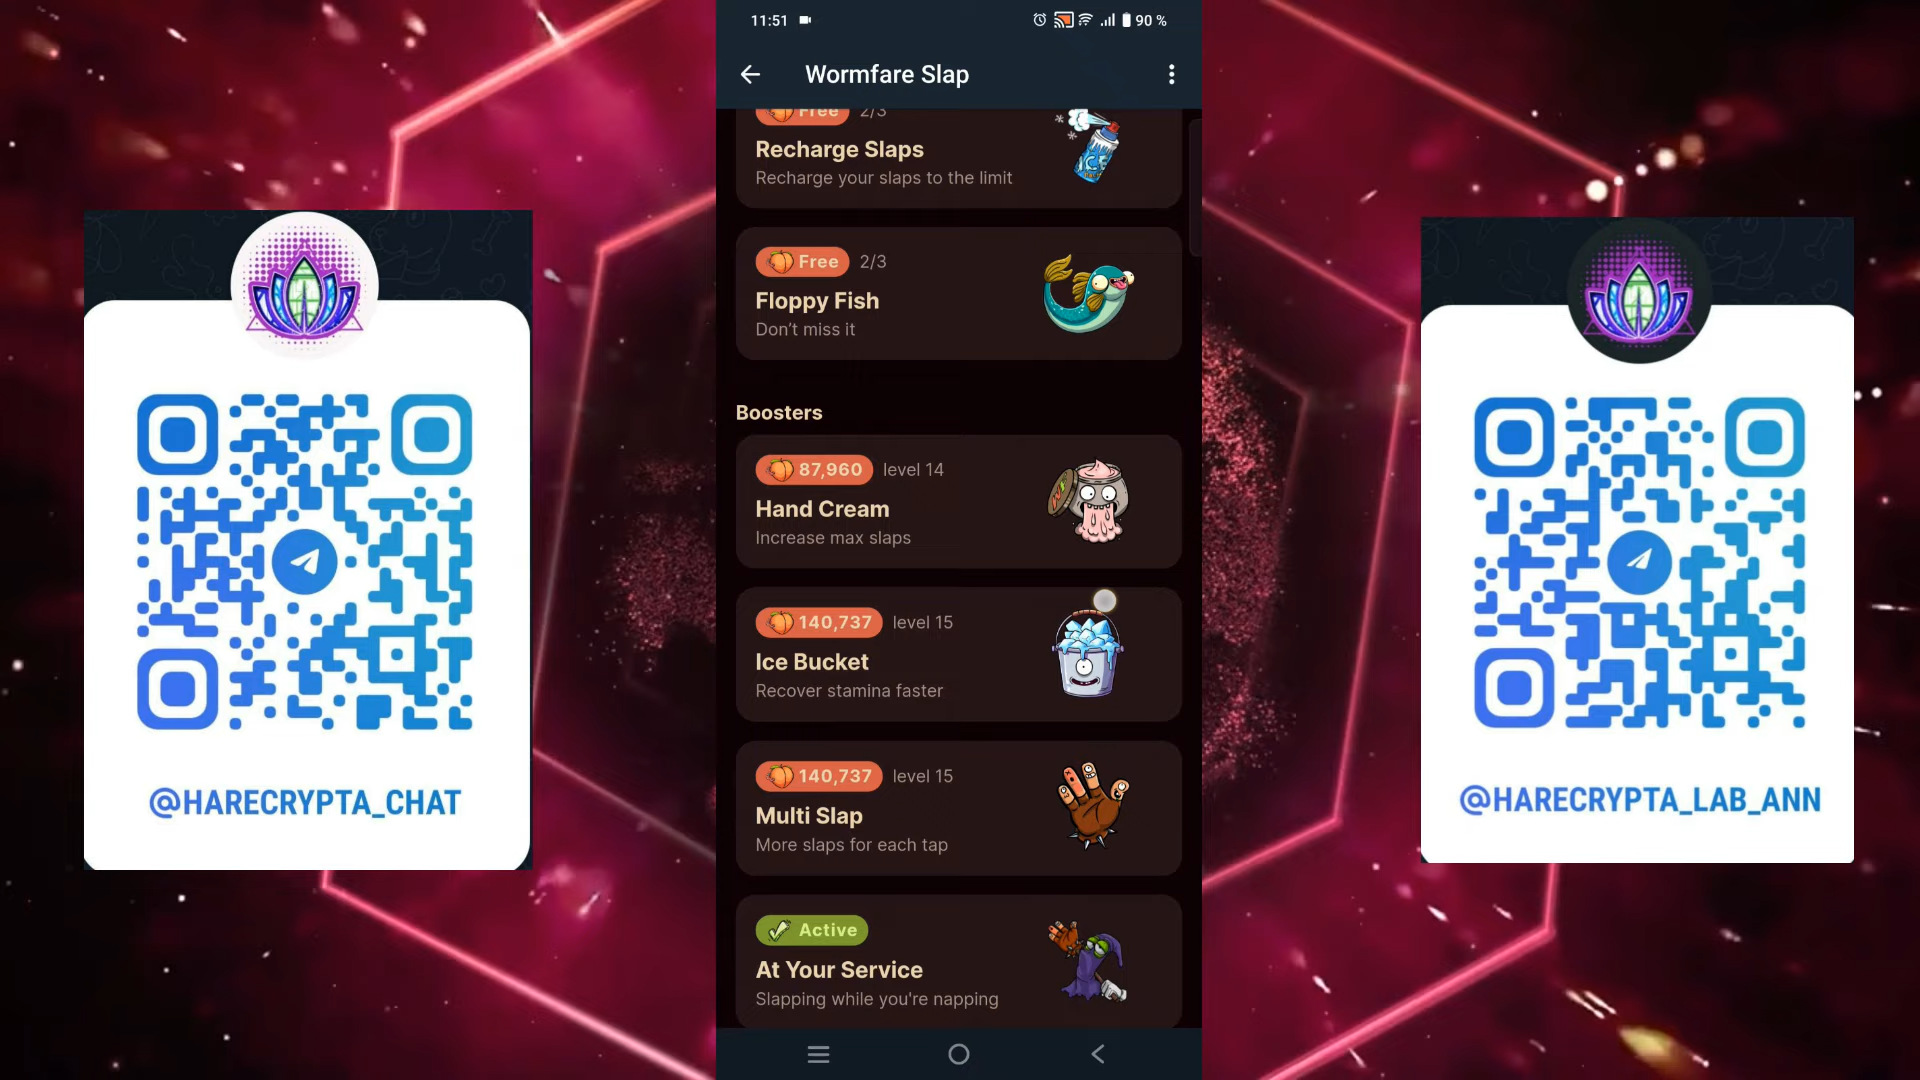 11:51
90 %
Wormfare Slap
Free 2/3
Recharge Slaps
Recharge your slaps to the limit
Free 2/3
Floppy Fish
Don't miss it
Boosters
87,960 level 14
Hand Cream
Increase max slaps
140,737 level 15
Ice Bucket
Recover stamina faster
140,737 level 15
Multi Slap
More slaps for each tap
Active
At Your Service
Slapping while you're napping
@HARECRYPTA_CHAT
@HARECRYPTA_LAB_ANN